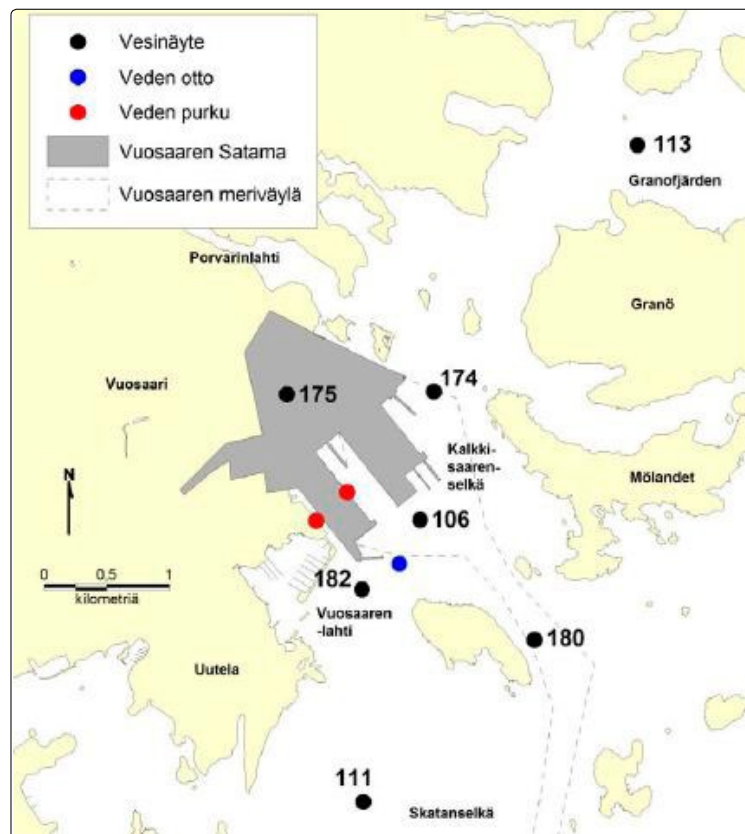 Vesinäyte
Veden otto
Veden purku
Vuosaaren Satama
Vuosaaren meriväylä
113
Granofjärden
Porvarinlahti
Granö
Vuosaari
175
174
Kalkki-
saaren-
selkä
Mölandet
N
106
0 0,5 1
kilometriä
182
Vuosaaren
-lahti
180
Uutela
111
Skatanselkä